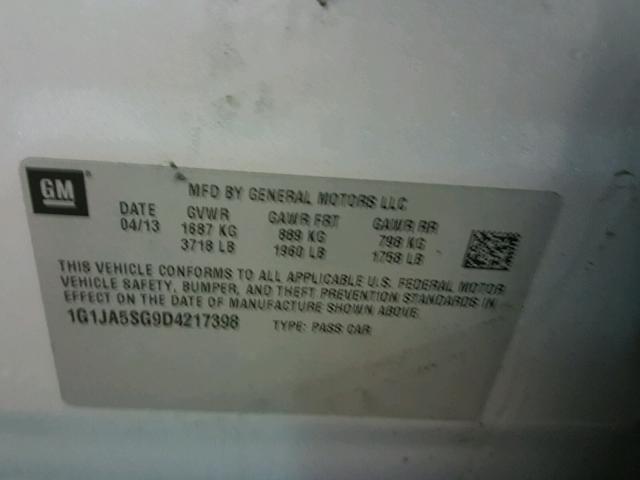 GM ®
MFD BY GENERAL MOTORS LLC
DATE GVWR GAWR FRT GAWR RR
04/13 1687 KG 889 KG 798 KG
3718 LB 1960 LB 1758 LB
THIS VEHICLE CONFORMS TO ALL APPLICABLE U.S. FEDERAL MOTOR
VEHICLE SAFETY, BUMPER, AND THEFT PREVENTION STANDARDS IN
EFFECT ON THE DATE OF MANUFACTURE SHOWN ABOVE.
1G1JA5SG9D4217398 TYPE: PASS CAR